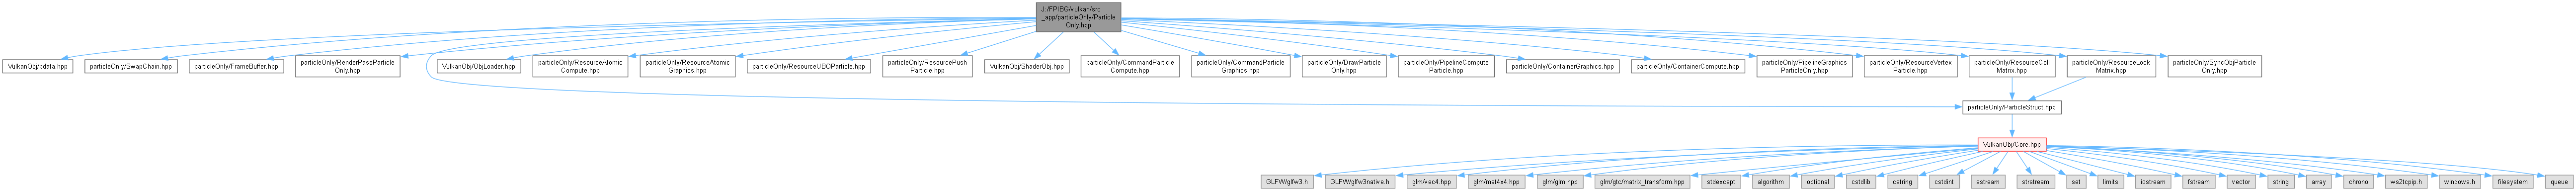 J:/FPIBG/vulkan/src
_app/particleOnly/Particle
Only.hpp
VulkanObj/pdata.hpp
particleOnly/SwapChain.hpp
particleOnly/FrameBuffer.hpp
particleOnly/RenderPassParticle
Only.hpp
VulkanObj/ObjLoader.hpp
particleOnly/ResourceAtomic
Compute.hpp
particleOnly/ResourceAtomic
Graphics.hpp
particleOnly/ResourceUBOParticle.hpp
particleOnly/ResourcePush
Particle.hpp
VulkanObj/ShaderObj.hpp
particleOnly/CommandParticle
Compute.hpp
particleOnly/CommandParticle
Graphics.hpp
particleOnly/DrawParticle
Only.hpp
particleOnly/PipelineCompute
Particle.hpp
particleOnly/ContainerGraphics.hpp
particleOnly/ContainerCompute.hpp
particleOnly/PipelineGraphics
ParticleOnly.hpp
particleOnly/ResourceVertex
Particle.hpp
particleOnly/ResourceColl
Matrix.hpp
particleOnly/ResourceLock
Matrix.hpp
particleOnly/SyncObjParticle
Only.hpp
particleOnly/ParticleStruct.hpp
VulkanObj/Core.hpp
GLFW/glfw3.h
GLFW/glfw3native.h
glm/vec4.hpp
glm/mat4x4.hpp
glm/glm.hpp
glm/gtc/matrix_transform.hpp
stdexcept
algorithm
optional
cstdlib
cstring
cstdint
sstream
strstream
set
limits
iostream
fstream
vector
string
array
chrono
ws2tcpip.h
windows.h
filesystem
queue